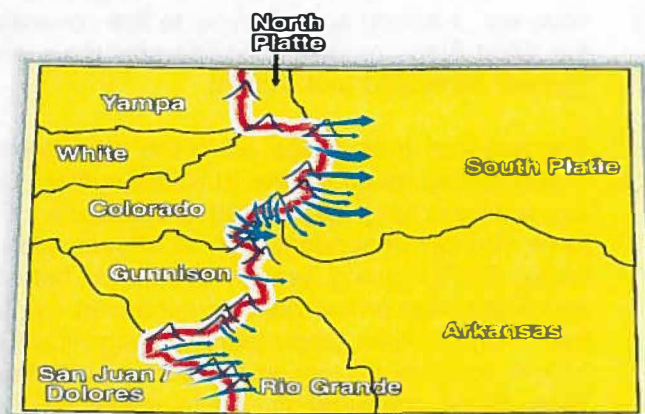 North
Platte
Yampa
White
South Platte
Colorado
Gunnison
Arkansas
San Juan /
Dolores
Rio Grande